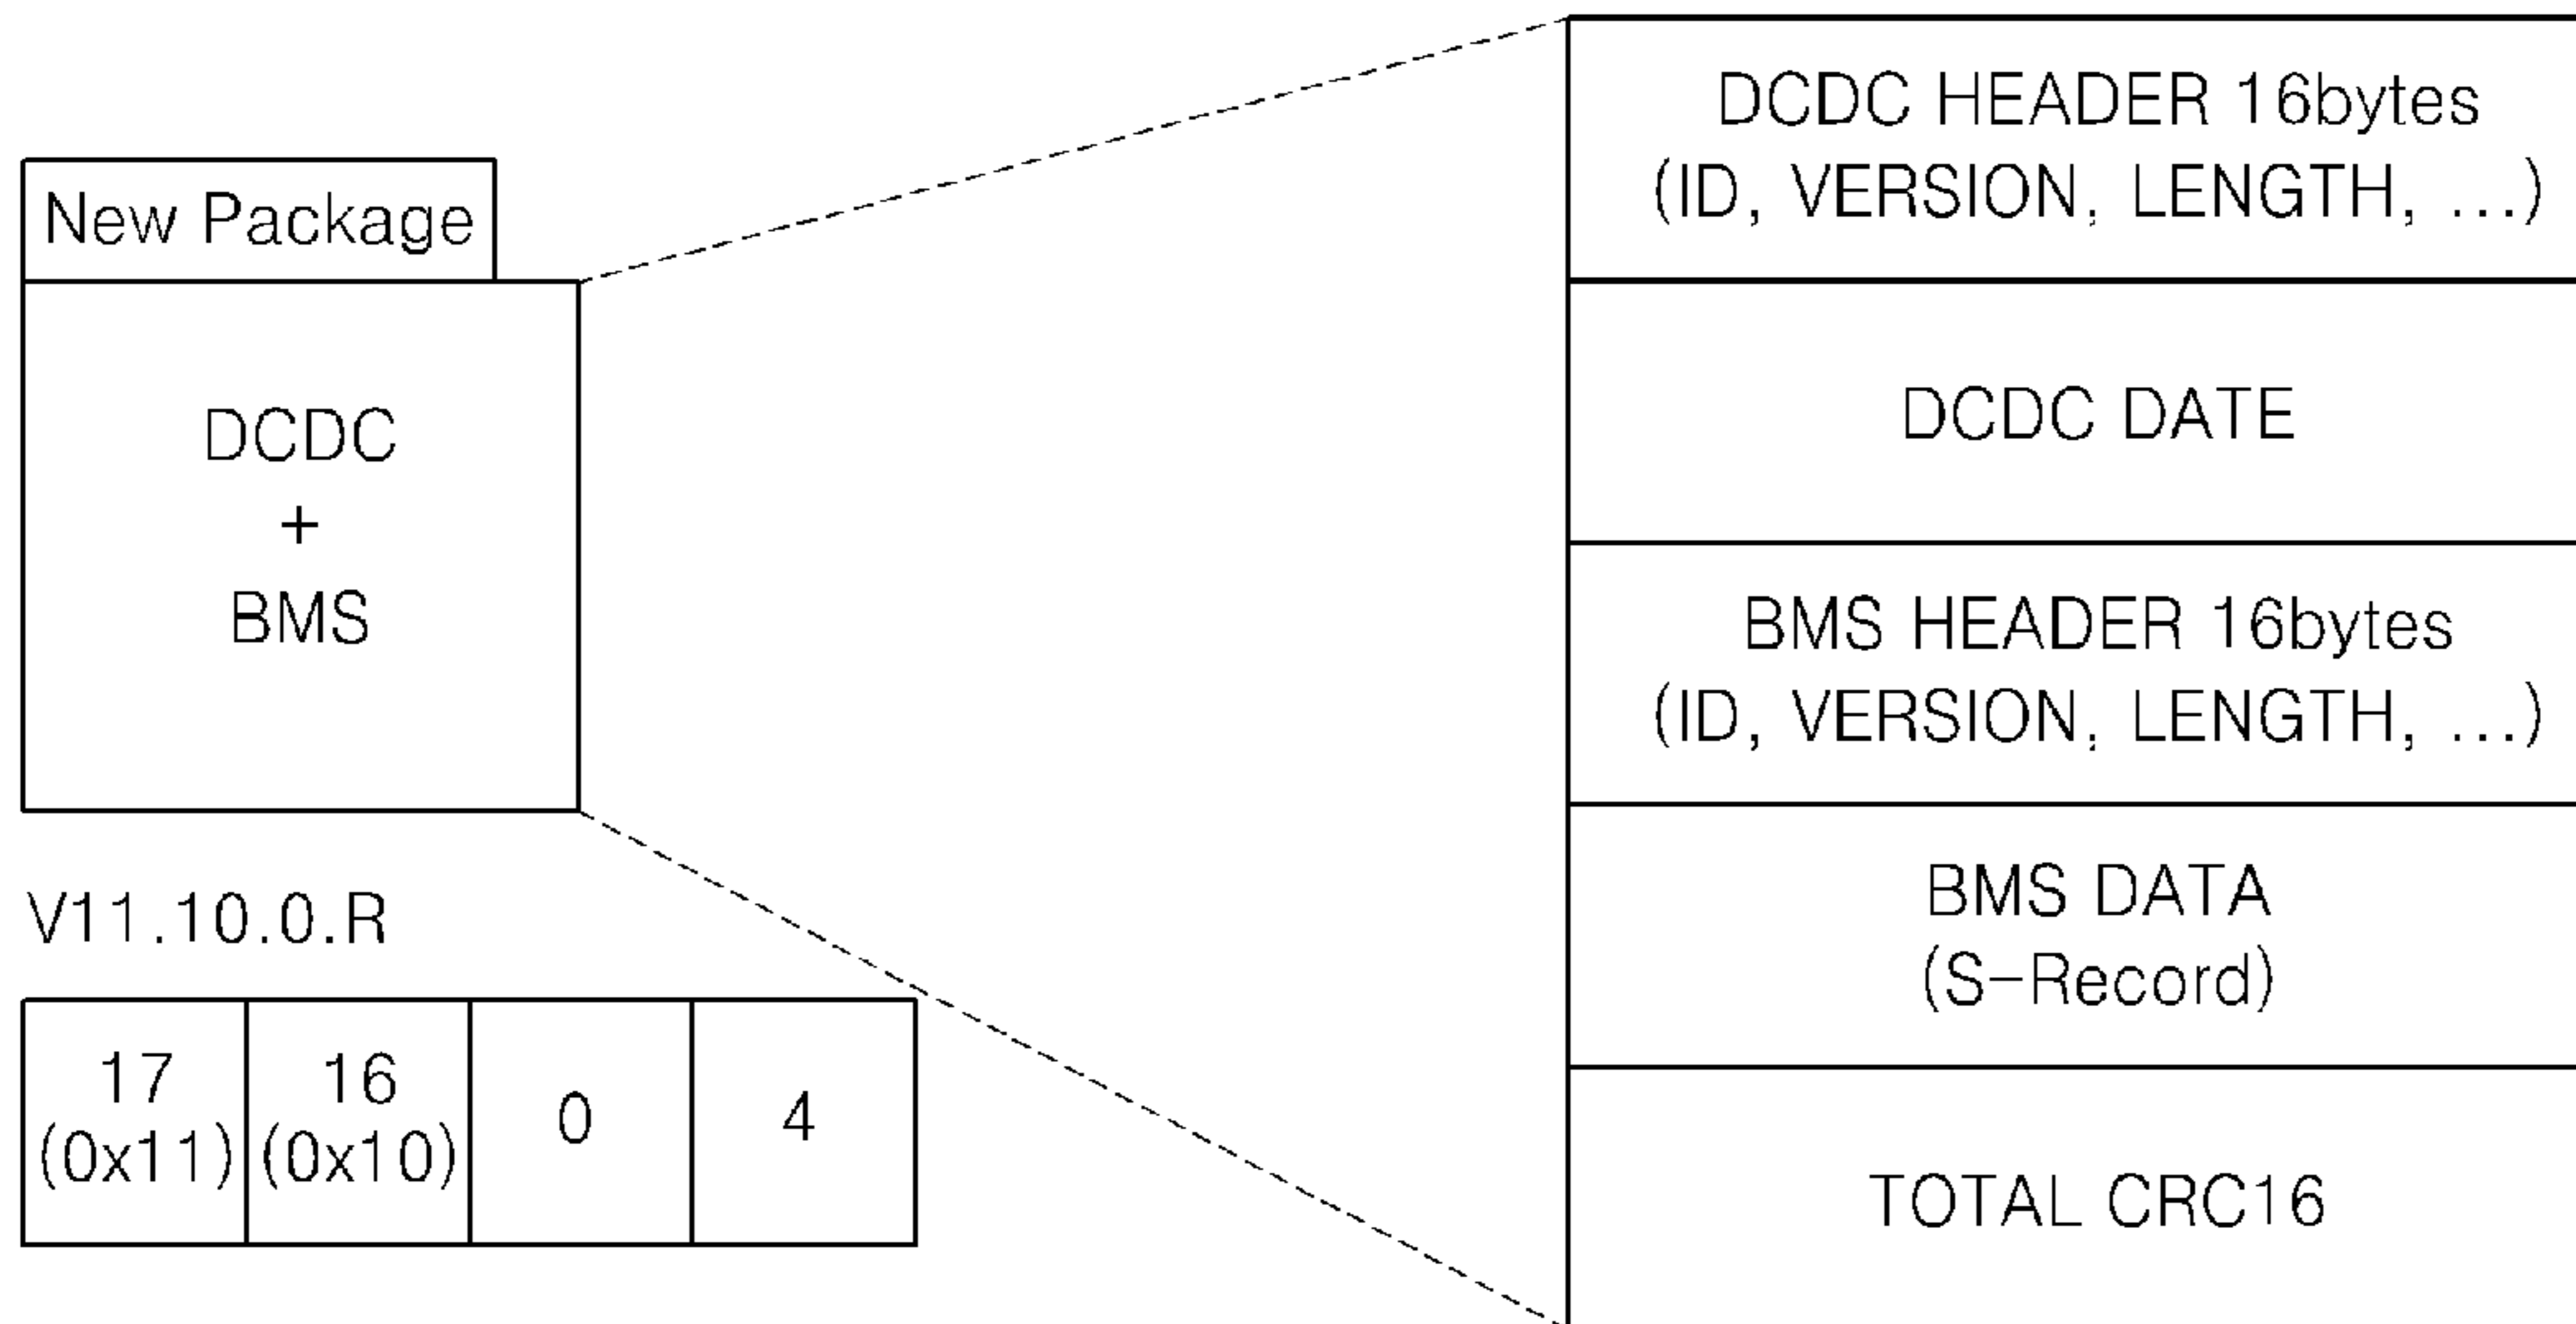 New Package
DCDC
+
BMS
V11.10.0.R
17
(0x11)
16
(0x10)
0
4
DCDC HEADER 16bytes
(ID, VERSION, LENGTH, ...)
DCDC DATE
BMS HEADER 16bytes
(ID, VERSION, LENGTH, ...)
BMS DATA
(S-Record)
TOTAL CRC16